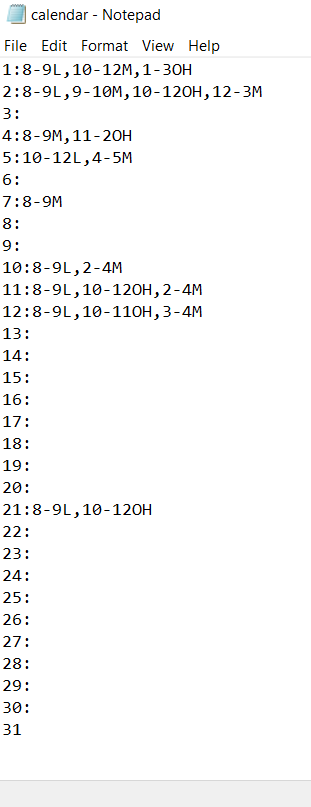 calendar - Notepad
File Edit Format View Help
1:8-9L,10-12M,1-3OH
2:8-9L,9-10M,10-12OH,12-3M
3:
4:8-9M,11-2OH
5:10-12L,4-5M
6:
7:8-9M
8:
9:
10:8-9L,2-4M
11:8-9L,10-12OH,2-4M
12:8-9L,10-11OH,3-4M
13:
14:
15:
16:
17:
18:
19:
20:
21:8-9L,10-12OH
22:
23:
24:
25:
26:
27:
28:
29:
30:
31